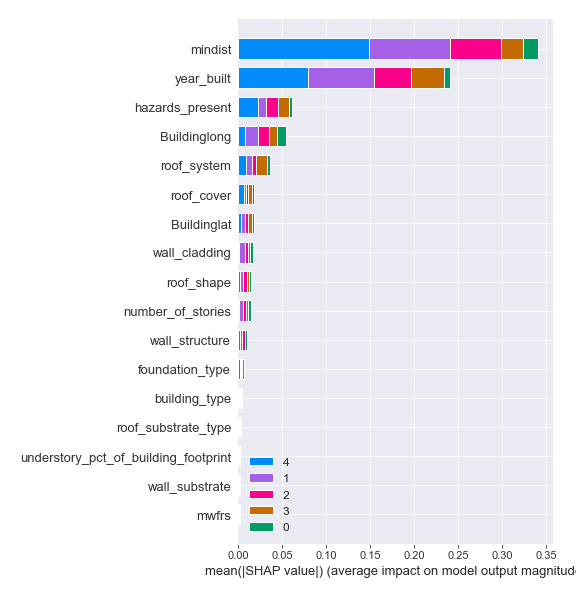 mindist
year_built
hazards_present
Buildinglong
roof_system
roof_cover
Buildinglat
wall_cladding
roof_shape
number_of_stories
wall_structure
foundation_type
building_type
roof_substrate_type
understory_pct_of_building_footprint
wall_substrate
mwfrs
4
1
2
3
0
0.00 0.05 0.10 0.15 0.20 0.25 0.30 0.35
mean(|SHAP value|) (average impact on model output magnitude